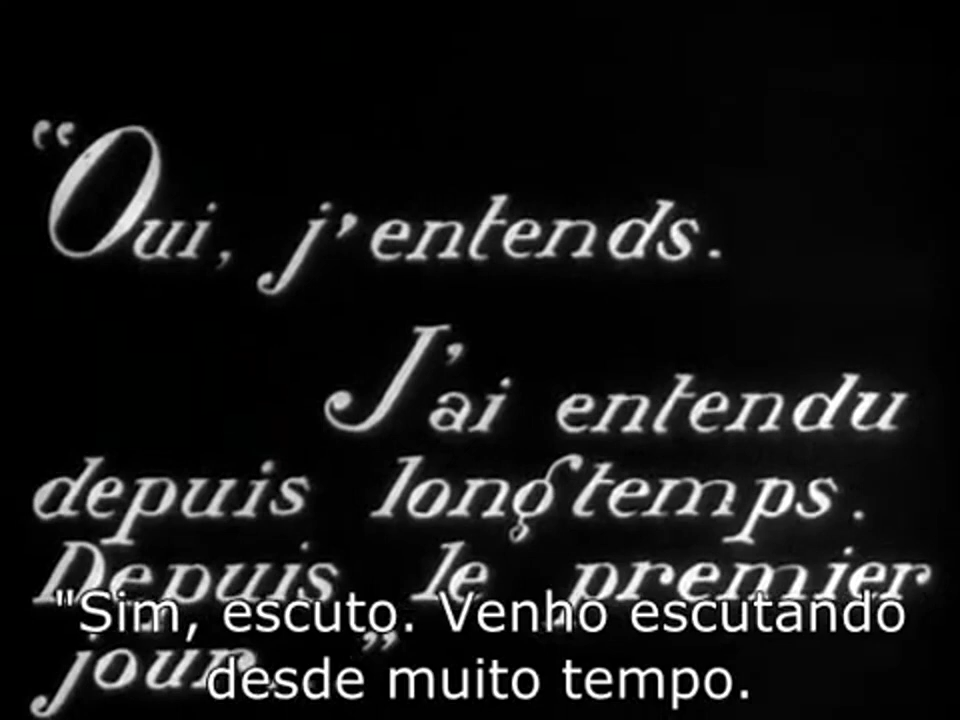 “Oui, j'entends.
J'ai entendu
depuis longtemps.
Depuis le premier
jour.”
"Sim, escuto. Venho escutando
desde muito tempo.